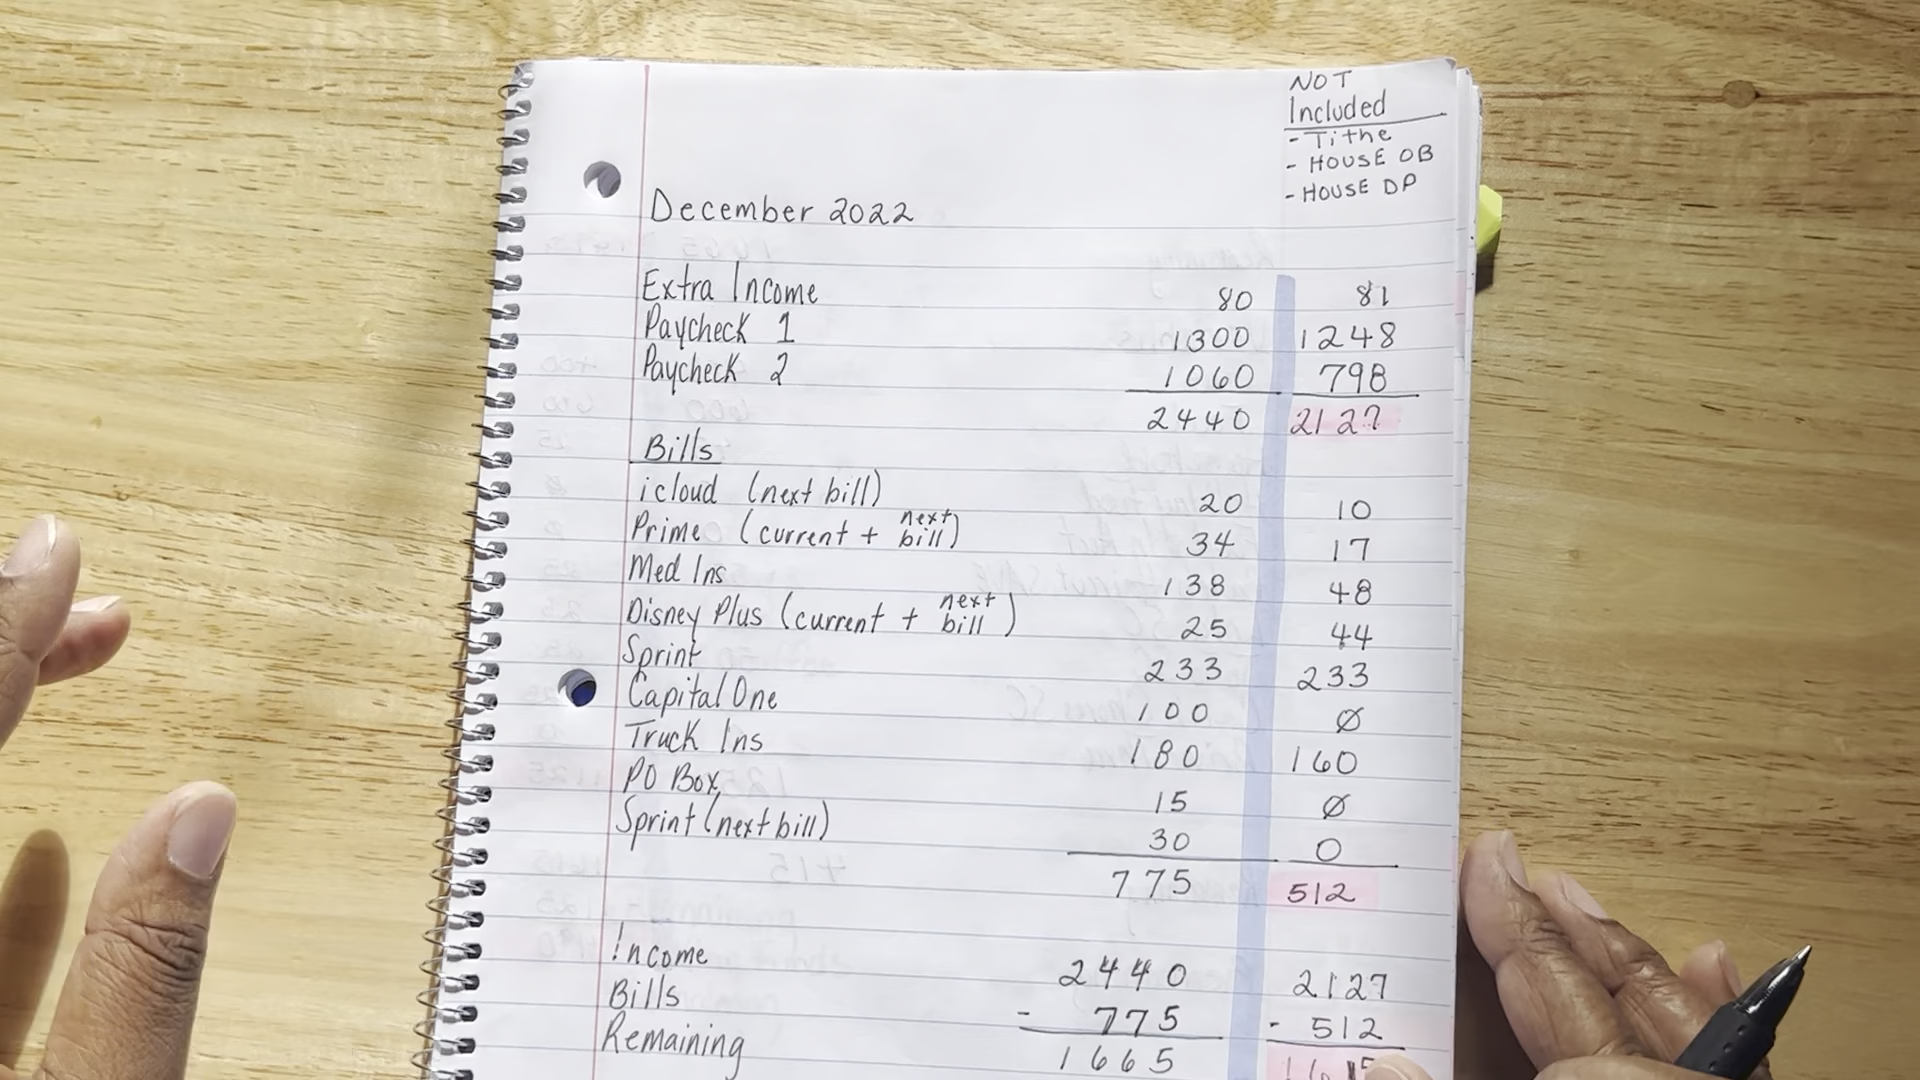 NOT
Included
- Tithe
- HOUSE OB
- HOUSE DP
December 2022
Extra Income 80 81
Paycheck 1 1300 1248
Paycheck 2 1060 798
2440 2127
Bills
icloud (next bill) 20 10
Prime (current + next bill) 34 17
Med Ins 138 48
Disney Plus (current + next bill) 25 44
Sprint 233 233
Capital One 100 Ø
Truck Ins 180 160
PO Box 15 Ø
Sprint (next bill) 30 0
775 512
Income 2440 2127
Bills - 775 - 512
Remaining 1665